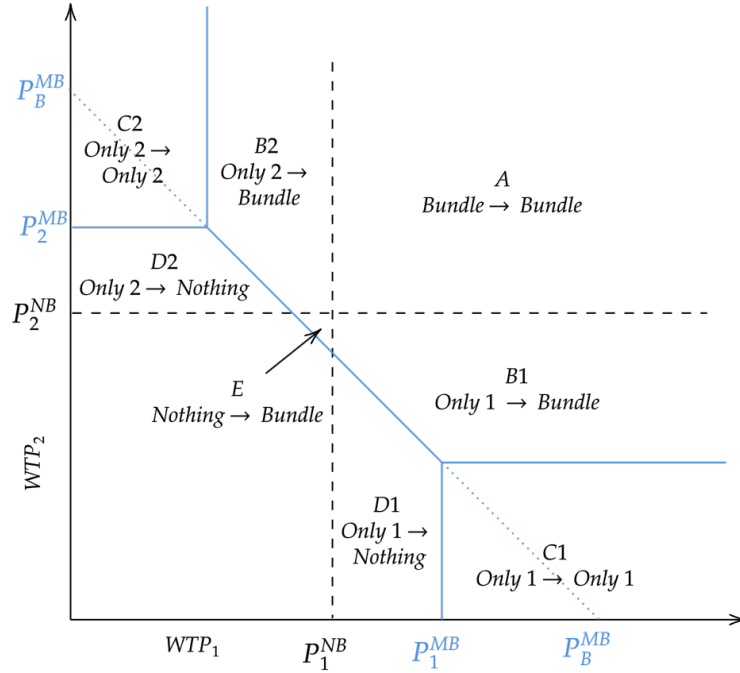 P_B^{MB}
C2
Only 2 →
Only 2
B2
Only 2 →
Bundle
A
Bundle → Bundle
P_2^{MB}
D2
Only 2 → Nothing
P_2^{NB}
E
Nothing → Bundle
B1
Only 1 → Bundle
WTP_2
D1
Only 1 →
Nothing
C1
Only 1 → Only 1
WTP_1
P_1^{NB}
P_1^{MB}
P_B^{MB}